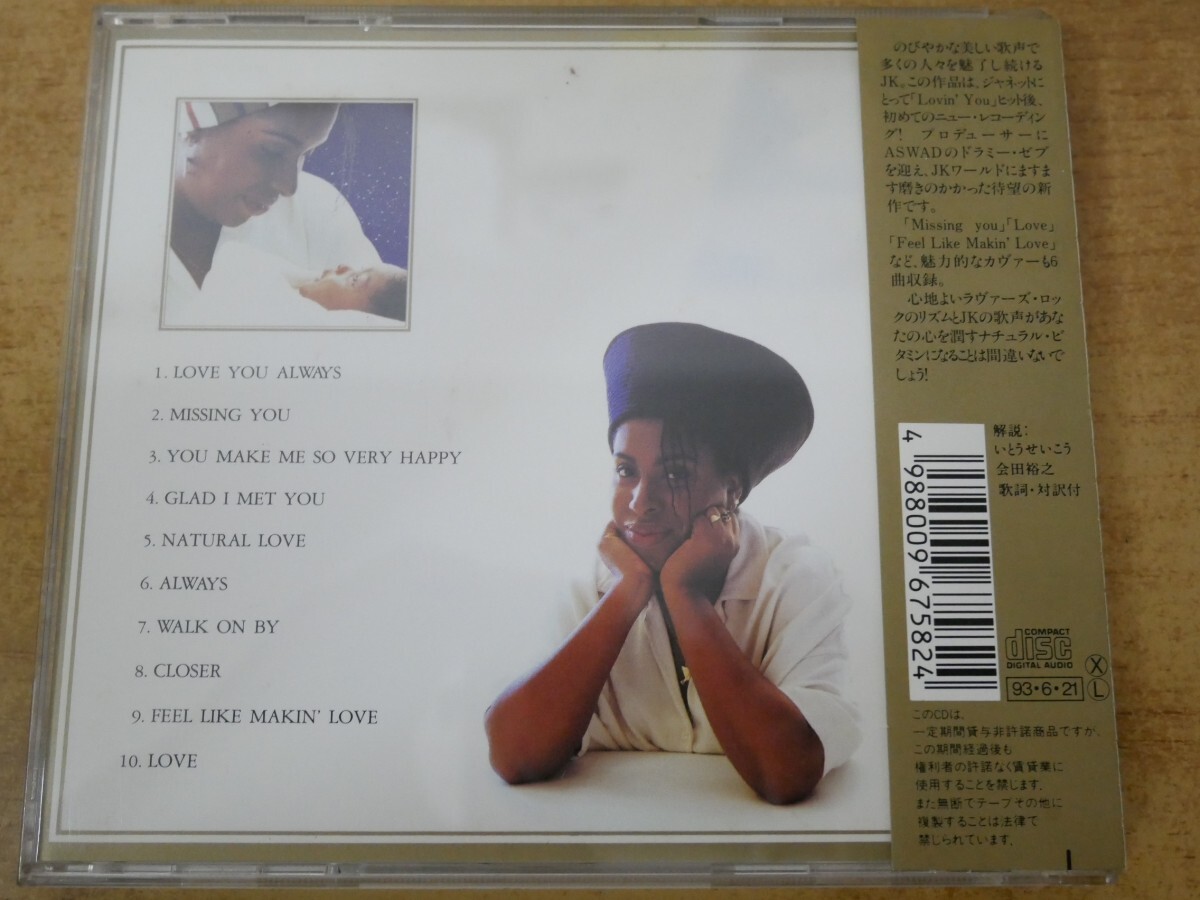 1. LOVE YOU ALWAYS
2. MISSING YOU
3. YOU MAKE ME SO VERY HAPPY
4. GLAD I MET YOU
5. NATURAL LOVE
6. ALWAYS
7. WALK ON BY
8. CLOSER
9. FEEL LIKE MAKIN' LOVE
10. LOVE
のびやかな美しい歌声で
多くの人々を魅了し続ける
JK。この作品は、ジャネットに
とって「Lovin' You」ヒット後、
初めてのニュー・レコーディン
グ! プロデューサーに
ASWADのドラミー・ゼブ
を迎え、JKワールドにますま
す磨きのかかった待望の新
作です。
「Missing you」「Love」
「Feel Like Makin' Love」
など、魅力的なカヴァーも6
曲収録。
心地よいラヴァーズ・ロッ
クのリズムとJKの歌声があな
たの心を潤すナチュラル・ビ
タミンになることは間違いないで
しょう!
解説:
いとうせいこう
会田裕之
歌詞・対訳付
4 988009 675824
COMPACT
disc
DIGITAL AUDIO
X
L
93・6・21
このCDは、
一定期間貸与非許諾商品ですが、
この期間経過後も
権利者の許諾なく賃貸業に
使用することを禁じます。
また無断でテープその他に
複製することは法律で
禁じられています。